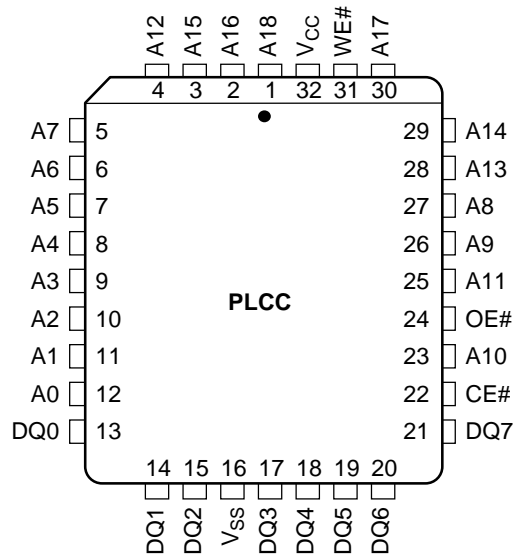 A12 A15 A16 A18 VCC WE# A17
4 3 2 1 32 31 30
A7 5 29 A14
A6 6 28 A13
A5 7 27 A8
A4 8 26 A9
A3 9 25 A11
PLCC
A2 10 24 OE#
A1 11 23 A10
A0 12 22 CE#
DQ0 13 21 DQ7
14 15 16 17 18 19 20
DQ1 DQ2 VSS DQ3 DQ4 DQ5 DQ6